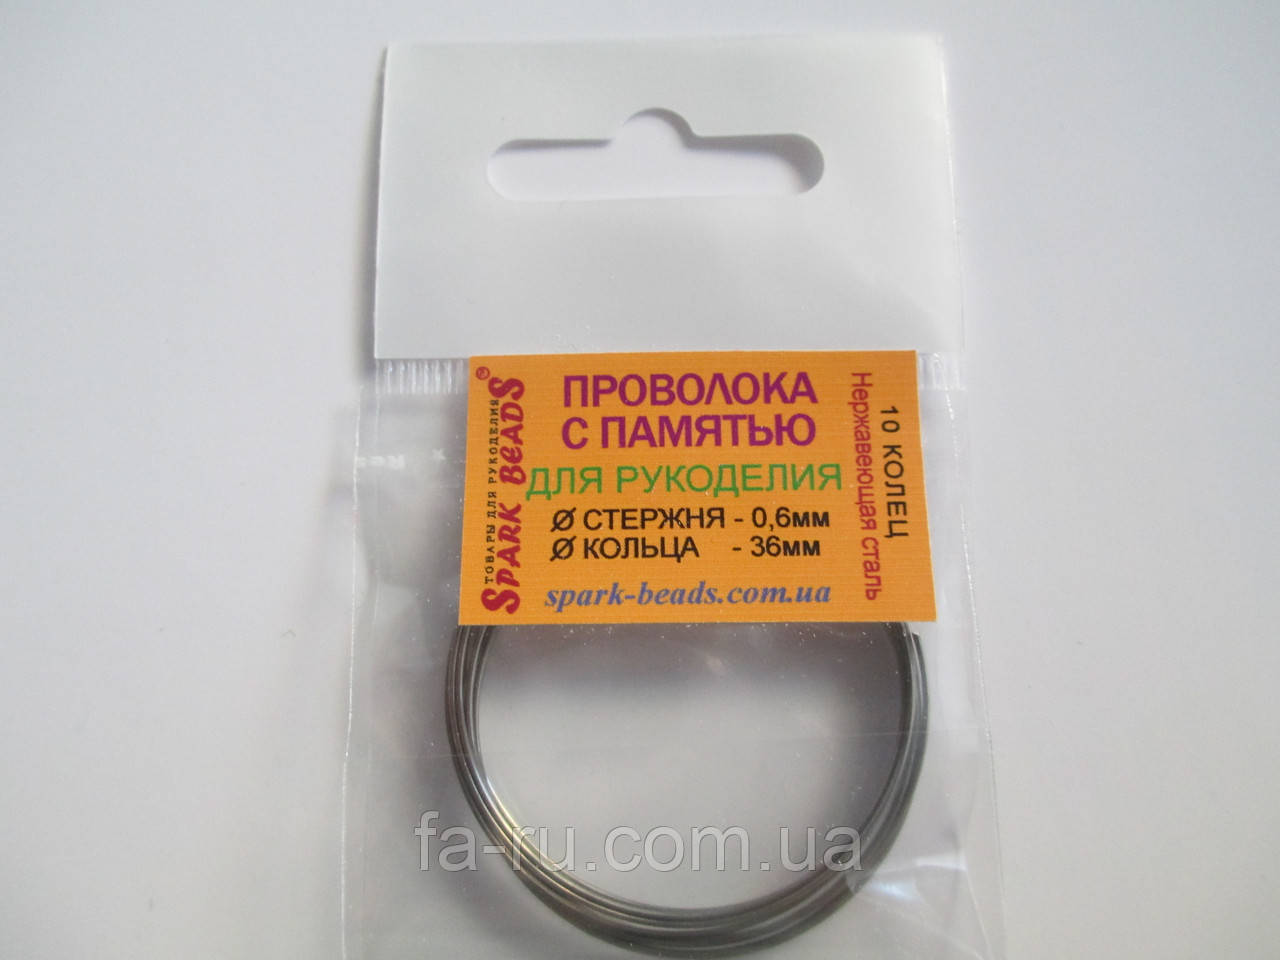 ТОВАРЫ ДЛЯ РУКОДЕЛИЯ
SPARK BEADS®
ПРОВОЛОКА
С ПАМЯТЬЮ
ДЛЯ РУКОДЕЛИЯ
Ø СТЕРЖНЯ - 0,6мм
Ø КОЛЬЦА - 36мм
spark-beads.com.ua
10 КОЛЕЦ
Нержавеющая сталь
fa-ru.com.ua